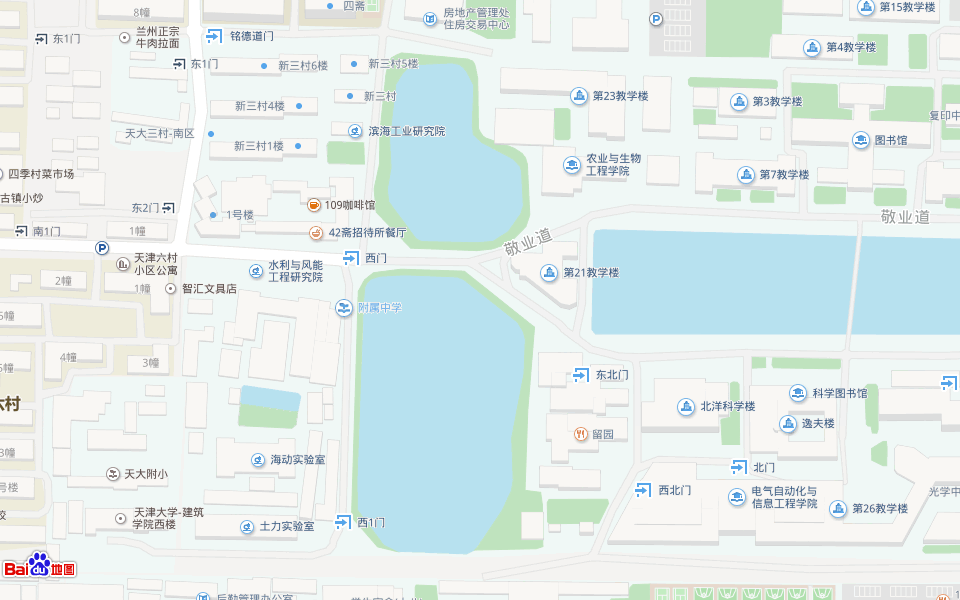 8幢
兰州正宗
牛肉拉面
东1门
铭德道门
四斋
房地产管理处
住房交易中心
P
第15教学楼
第4教学楼
东1门
新三村6楼
新三村5楼
新三村
新三村4楼
第23教学楼
第3教学楼
天大三村-南区
滨海工业研究院
新三村1楼
图书馆
复印中
四季村菜市场
农业与生物
工程学院
第7教学楼
古镇小炒
东2门
1号楼
109咖啡馆
敬业道
南1门
1幢
42斋招待所餐厅
敬业道
P
西门
天津六村
小区公寓
水利与风能
工程研究院
第21教学楼
2幢
1幢
智汇文具店
附属中学
5幢
4幢
3幢
5幢
东北门
科学图书馆
六村
北洋科学楼
逸夫楼
留园
3幢
海动实验室
北门
天大附小
号楼
西北门
电气自动化与
信息工程学院
光学中
第26教学楼
天津大学-建筑
学院西楼
土力实验室
西1门
校
Bai du 地图
后勤管理办公室